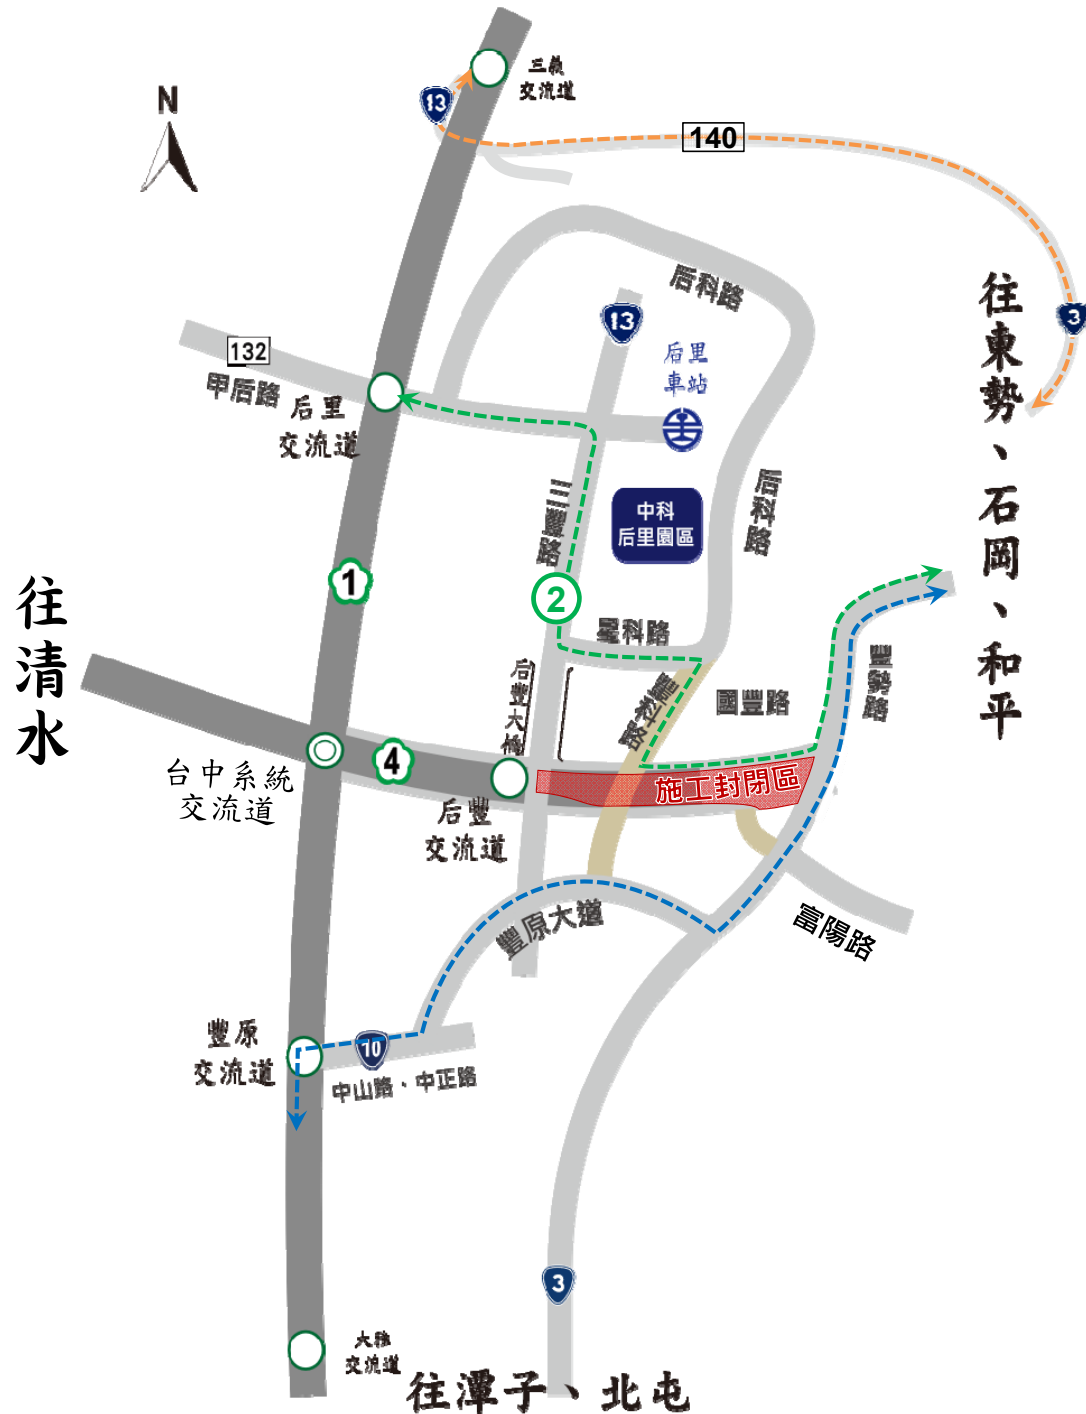 三義
交流道
N
13
140
后科路
13
3
往東勢、石岡、和平
132
甲后路
后里
車站
后里
交流道
三豐路
后科路
中科
后里園區
1
2
往清水
星科路
后豐大橋
國豐路
豐勢路
4
台中系統
交流道
施工封閉區
后豐
交流道
豐原大道
富陽路
豐原
交流道
10
中山路、中正路
3
大雅
交流道
往潭子、北屯